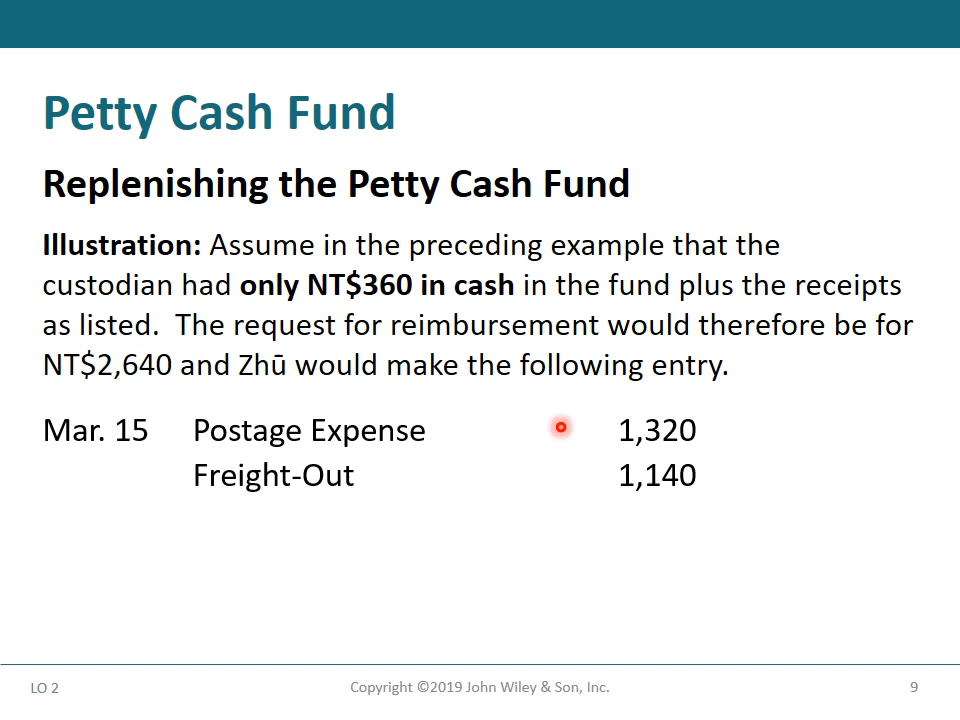 Petty Cash Fund
Replenishing the Petty Cash Fund
Illustration: Assume in the preceding example that the
custodian had only NT$360 in cash in the fund plus the receipts
as listed.  The request for reimbursement would therefore be for
NT$2,640 and Zhū would make the following entry.
Mar. 15 Postage Expense 1,320
Freight-Out 1,140
LO 2 Copyright ©2019 John Wiley & Son, Inc. 9